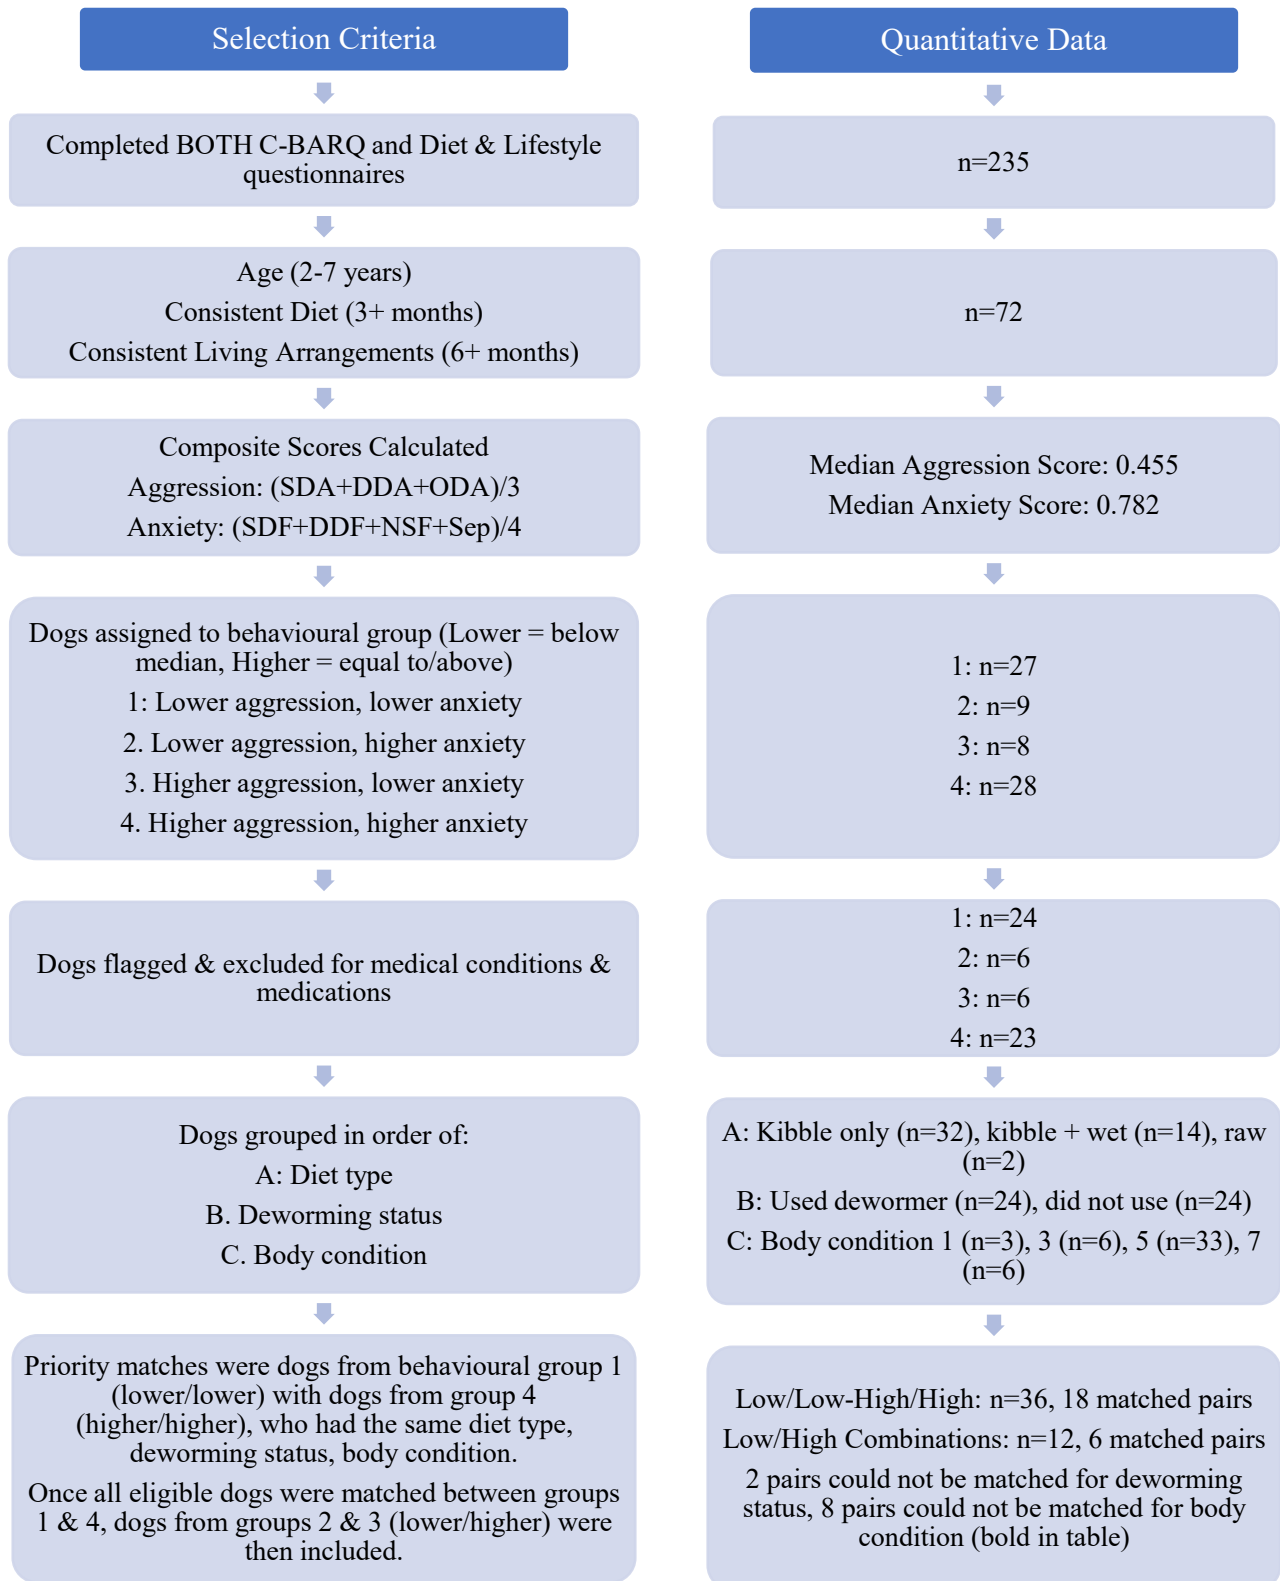 Selection Criteria
Completed BOTH C-BARQ and Diet & Lifestyle
questionnaires
Age (2-7 years)
Consistent Diet (3+ months)
Consistent Living Arrangements (6+ months)
Composite Scores Calculated
Aggression: (SDA+DDA+ODA)/3
Anxiety: (SDF+DDF+NSF+Sep)/4
Dogs assigned to behavioural group (Lower = below
median, Higher = equal to/above)
1: Lower aggression, lower anxiety
2. Lower aggression, higher anxiety
3. Higher aggression, lower anxiety
4. Higher aggression, higher anxiety
Dogs flagged & excluded for medical conditions &
medications
Dogs grouped in order of:
A: Diet type
B. Deworming status
C. Body condition
Priority matches were dogs from behavioural group 1
(lower/lower) with dogs from group 4
(higher/higher), who had the same diet type,
deworming status, body condition.
Once all eligible dogs were matched between groups
1 & 4, dogs from groups 2 & 3 (lower/higher) were
then included.
Quantitative Data
n=235
n=72
Median Aggression Score: 0.455
Median Anxiety Score: 0.782
1: n=27
2: n=9
3: n=8
4: n=28
1: n=24
2: n=6
3: n=6
4: n=23
A: Kibble only (n=32), kibble + wet (n=14), raw
(n=2)
B: Used dewormer (n=24), did not use (n=24)
C: Body condition 1 (n=3), 3 (n=6), 5 (n=33), 7
(n=6)
Low/Low-High/High: n=36, 18 matched pairs
Low/High Combinations: n=12, 6 matched pairs
2 pairs could not be matched for deworming
status, 8 pairs could not be matched for body
condition (bold in table)